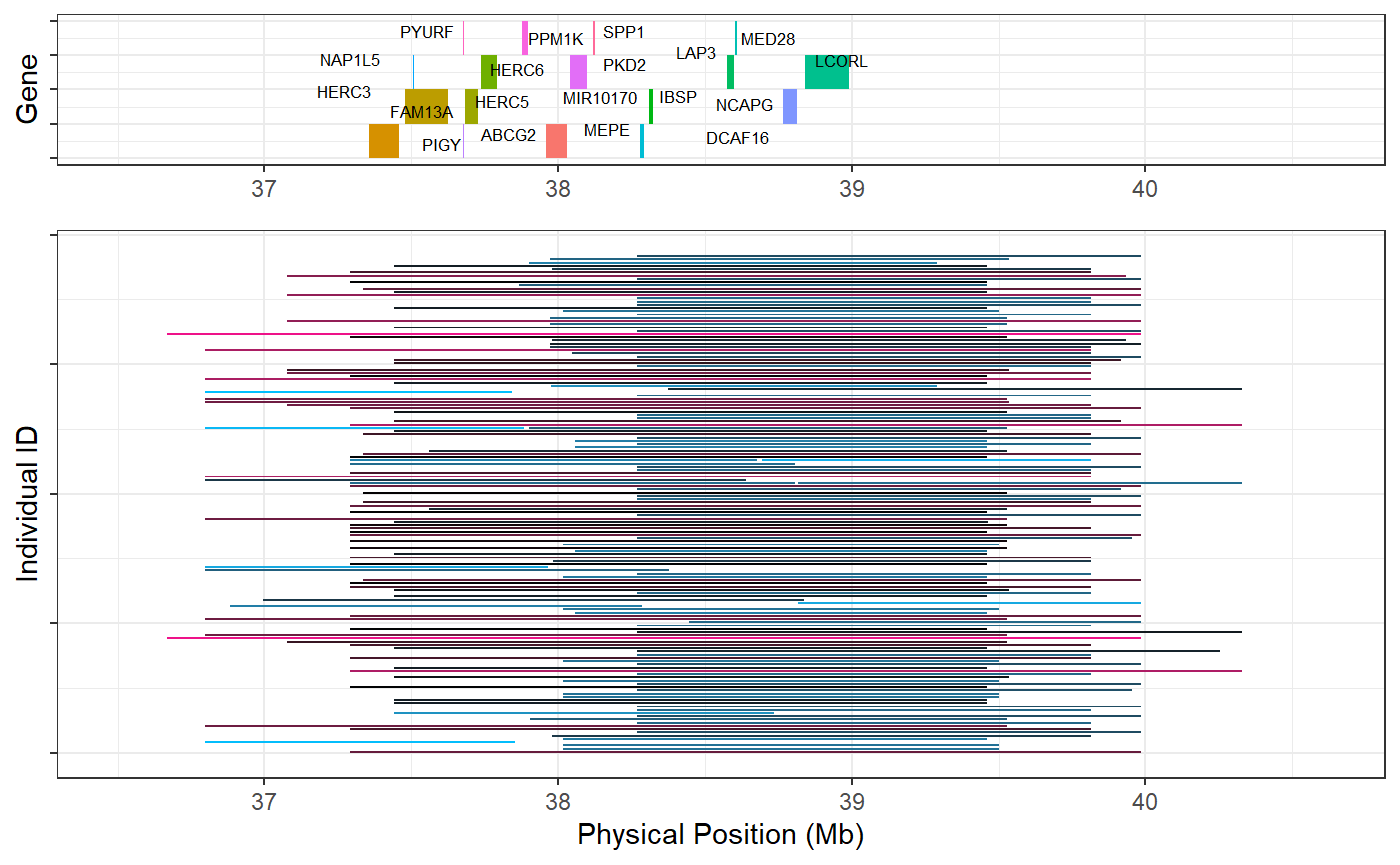 PYURF
PPM1K
SPP1
MED28
NAP1L5
HERC6
PKD2
LAP3
LCORL
HERC3
FAM13A
HERC5
MIR10170
IBSP
NCAPG
PIGY
ABCG2
MEPE
DCAF16
Gene
37
38
39
40
Individual ID
37
38
39
40
Physical Position (Mb)